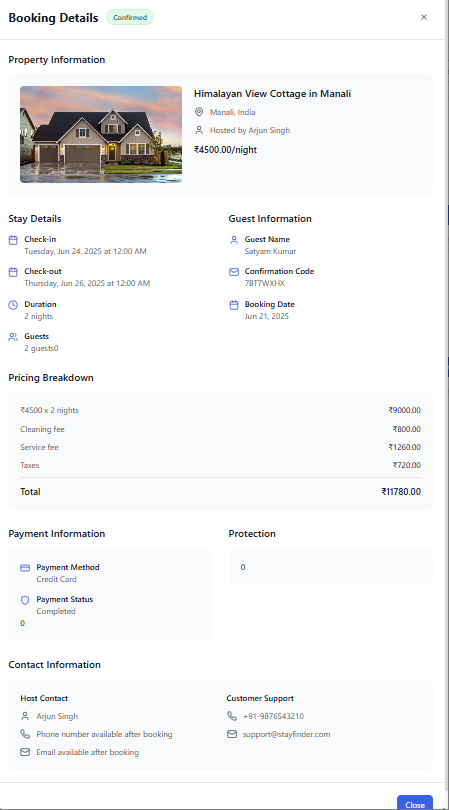 Booking Details Confirmed
Property Information
Himalayan View Cottage in Manali
Manali, India
Hosted by Arjun Singh
₹4500.00/night
Stay Details
Check-in
Tuesday, Jun 24, 2025 at 12:00 AM
Check-out
Thursday, Jun 26, 2025 at 12:00 AM
Duration
2 nights
Guests
2 guests0
Guest Information
Guest Name
Satyam Kumar
Confirmation Code
7BT7WXHX
Booking Date
Jun 21, 2025
Pricing Breakdown
₹4500 x 2 nights ₹9000.00
Cleaning fee ₹800.00
Service fee ₹1260.00
Taxes ₹720.00
Total ₹11780.00
Payment Information
Payment Method
Credit Card
Payment Status
Completed
0
Protection
0
Contact Information
Host Contact
Arjun Singh
Phone number available after booking
Email available after booking
Customer Support
+91-9876543210
support@stayfinder.com
Close